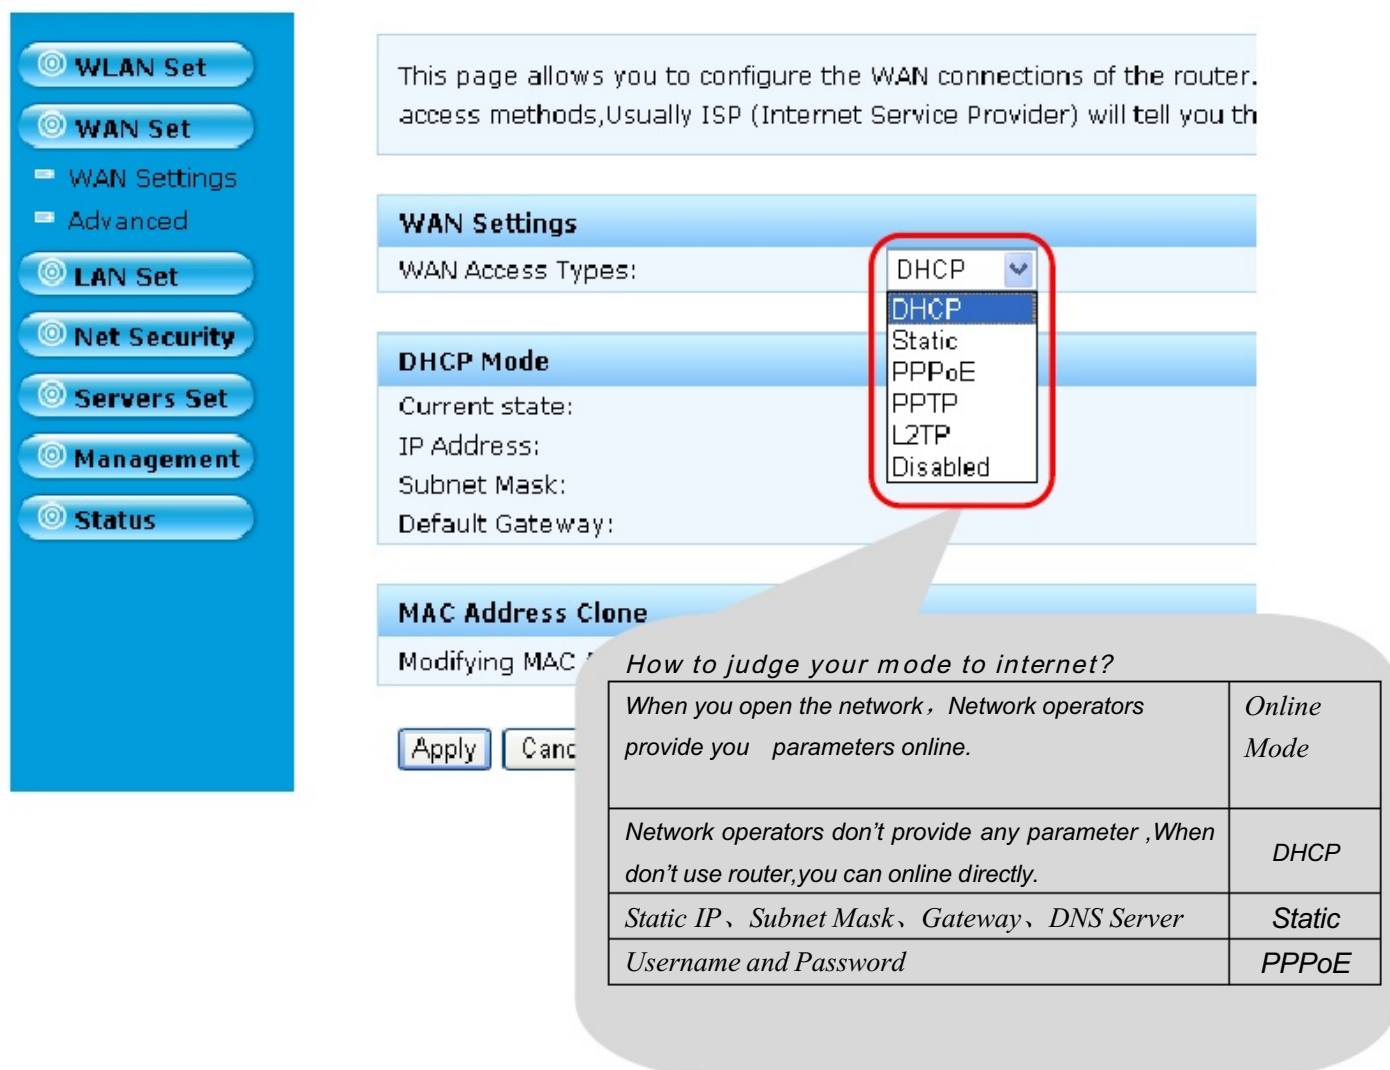 WLAN Set
WAN Set
WAN Settings
Advanced
LAN Set
Net Security
Servers Set
Management
Status
This page allows you to configure the WAN connections of the router.
access methods,Usually ISP (Internet Service Provider) will tell you th
WAN Settings
WAN Access Types:
DHCP
DHCP
Static
PPPoE
PPTP
L2TP
Disabled
DHCP Mode
Current state:
IP Address:
Subnet Mask:
Default Gateway:
MAC Address Clone
Modifying MAC
Apply
Canc
How to judge your mode to internet?
When you open the network，Network operators
provide you parameters online.
Online
Mode
Network operators don't provide any parameter ,When
don't use router,you can online directly.
DHCP
Static IP、Subnet Mask、Gateway、DNS Server
Static
Username and Password
PPPoE